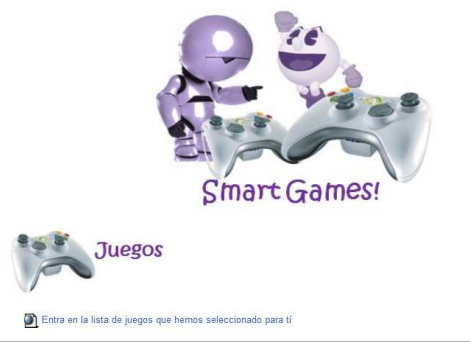 Smart Games!
Juegos
Entra en la lista de juegos que hemos seleccionado para tí